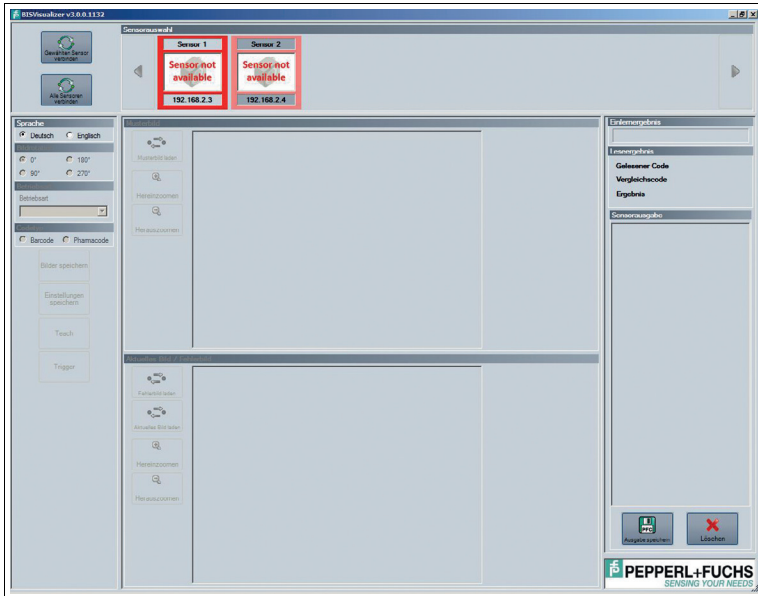 BISVisualizer v3.0.0.1132
Gewählten Sensor
verbinden
Alle Sensoren
verbinden
Sensorauswahl
Sensor 1
Sensor not
available
192.168.2.3
Sensor 2
Sensor not
available
192.168.2.4
Sprache
Deutsch
Englisch
0°
180°
90°
270°
Betriebsart
Barcode
Pharmacode
Bilder speichern
Einstellungen
speichern
Teach
Trigger
Musterbild
Musterbild laden
Hereinzoomen
Herauszoomen
Aktuelles Bild / Fehlerbild
Fehlerbild laden
Aktuelles Bild laden
Hereinzoomen
Herauszoomen
Einlernergebnis
Leseergebnis
Gelesener Code
Vergleichscode
Ergebnis
Sensorausgabe
PFC
Ausgabe speichern
Löschen
PEPPERL+FUCHS
SENSING YOUR NEEDS